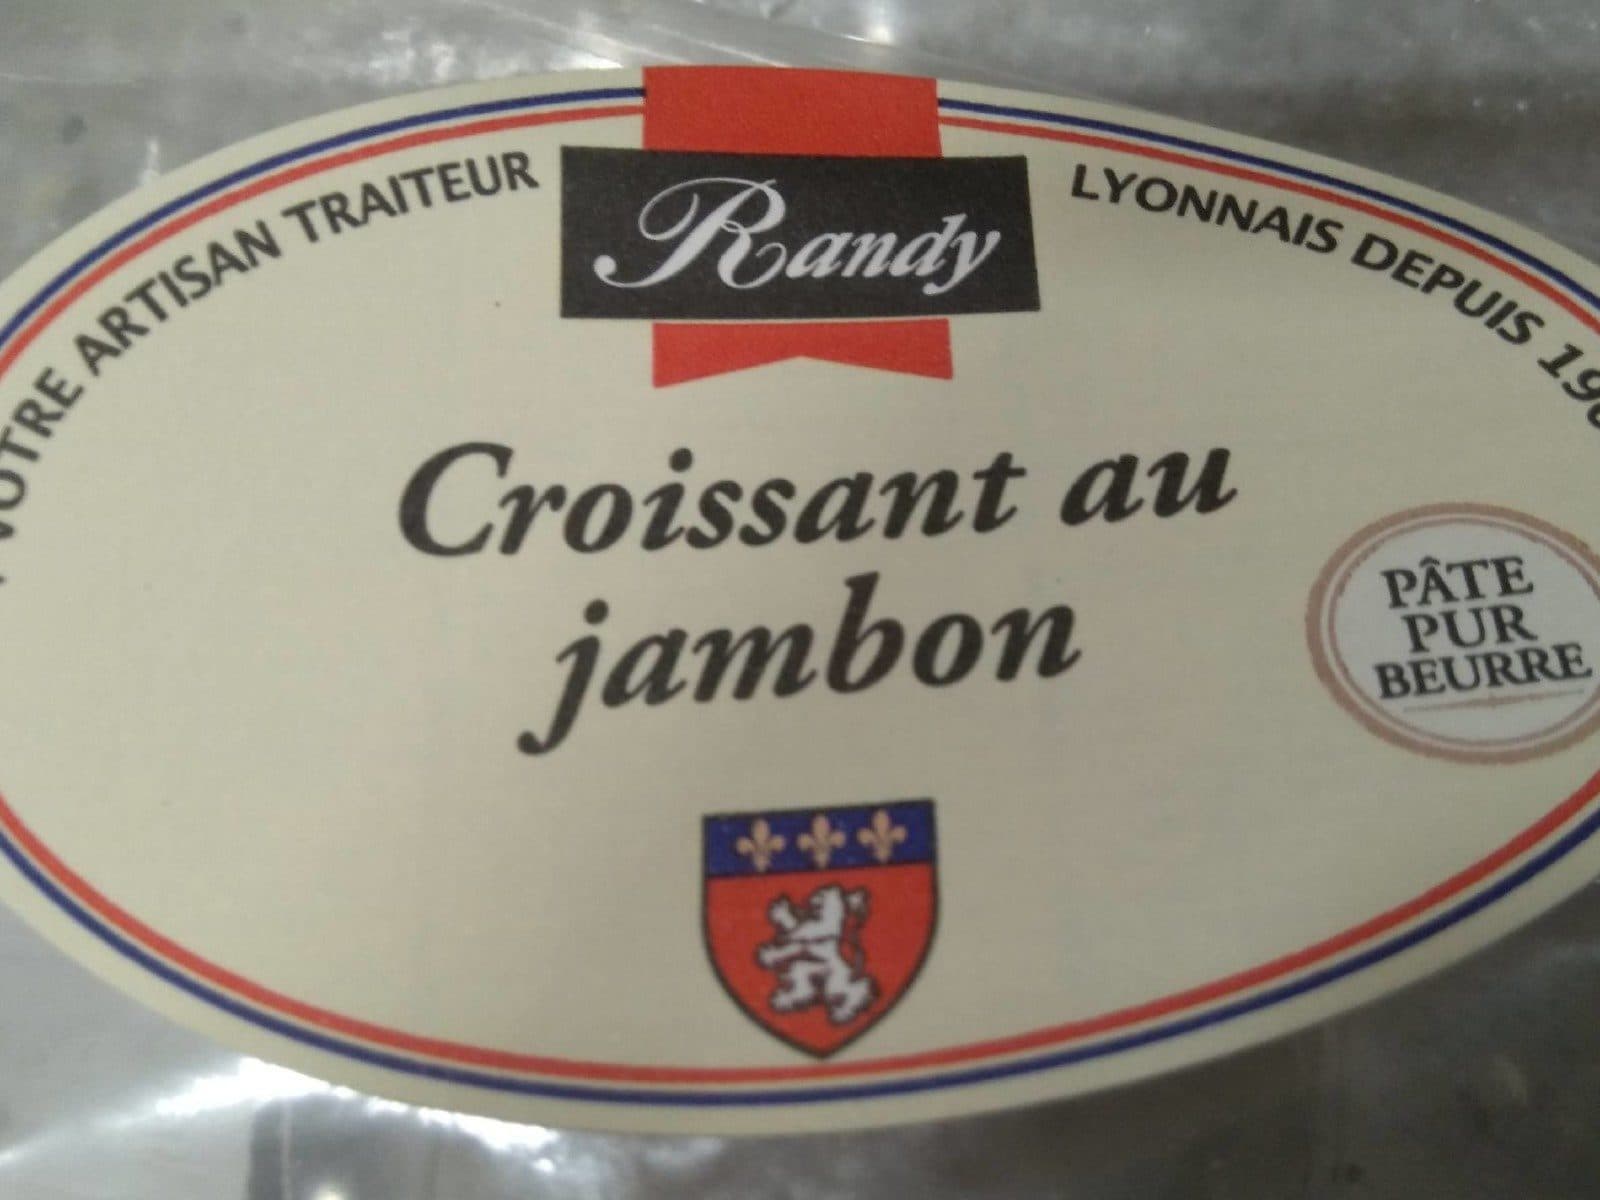 NOTRE ARTISAN TRAITEUR
Randy
LYONNAIS DEPUIS
Croissant au
jambon
PÂTE
PUR
BEURRE